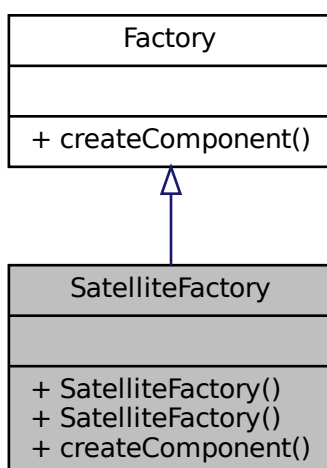 Factory
+ createComponent()
SatelliteFactory
+ SatelliteFactory()
+ SatelliteFactory()
+ createComponent()